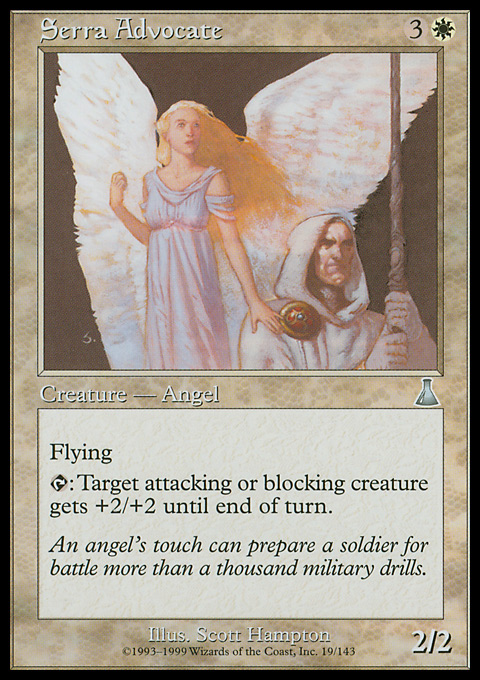 Serra Advocate 3
Creature — Angel
Flying
: Target attacking or blocking creature
gets +2/+2 until end of turn.
An angel's touch can prepare a soldier for
battle more than a thousand military drills.
Illus. Scott Hampton
©1993–1999 Wizards of the Coast, Inc. 19/143
2/2